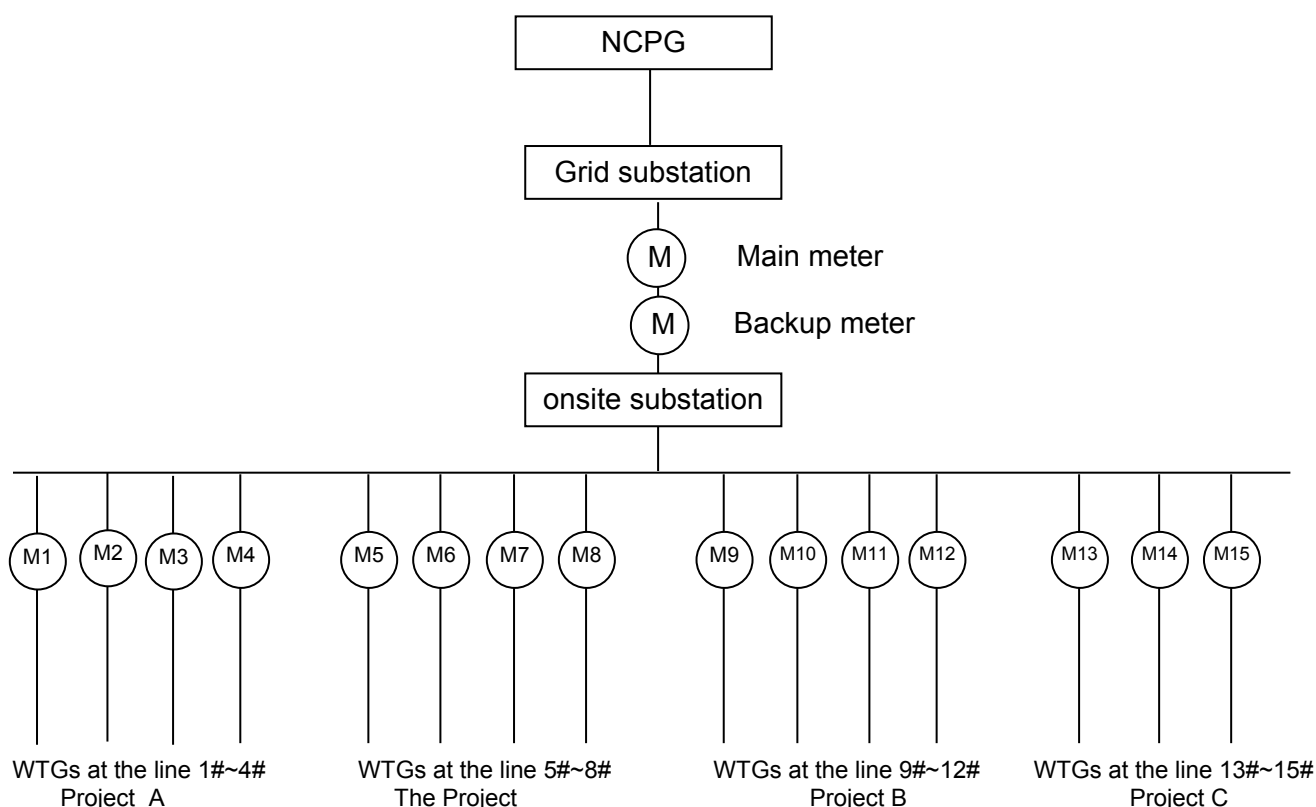 NCPG
Grid substation
M Main meter
M Backup meter
onsite substation
M1 M2 M3 M4 M5 M6 M7 M8 M9 M10 M11 M12 M13 M14 M15
WTGs at the line 1#~4# WTGs at the line 5#~8# WTGs at the line 9#~12# WTGs at the line 13#~15#
Project A The Project Project B Project C